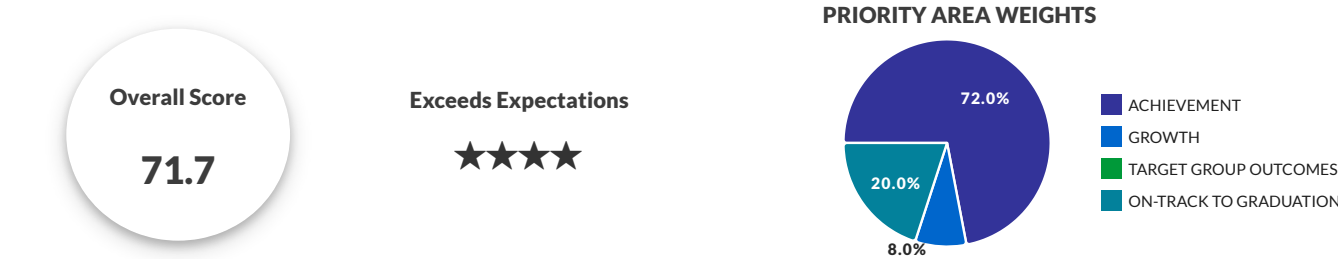 Overall Score
71.7
Exceeds Expectations
★★★★
PRIORITY AREA WEIGHTS
72.0%
20.0%
8.0%
ACHIEVEMENT
GROWTH
TARGET GROUP OUTCOMES
ON-TRACK TO GRADUATION